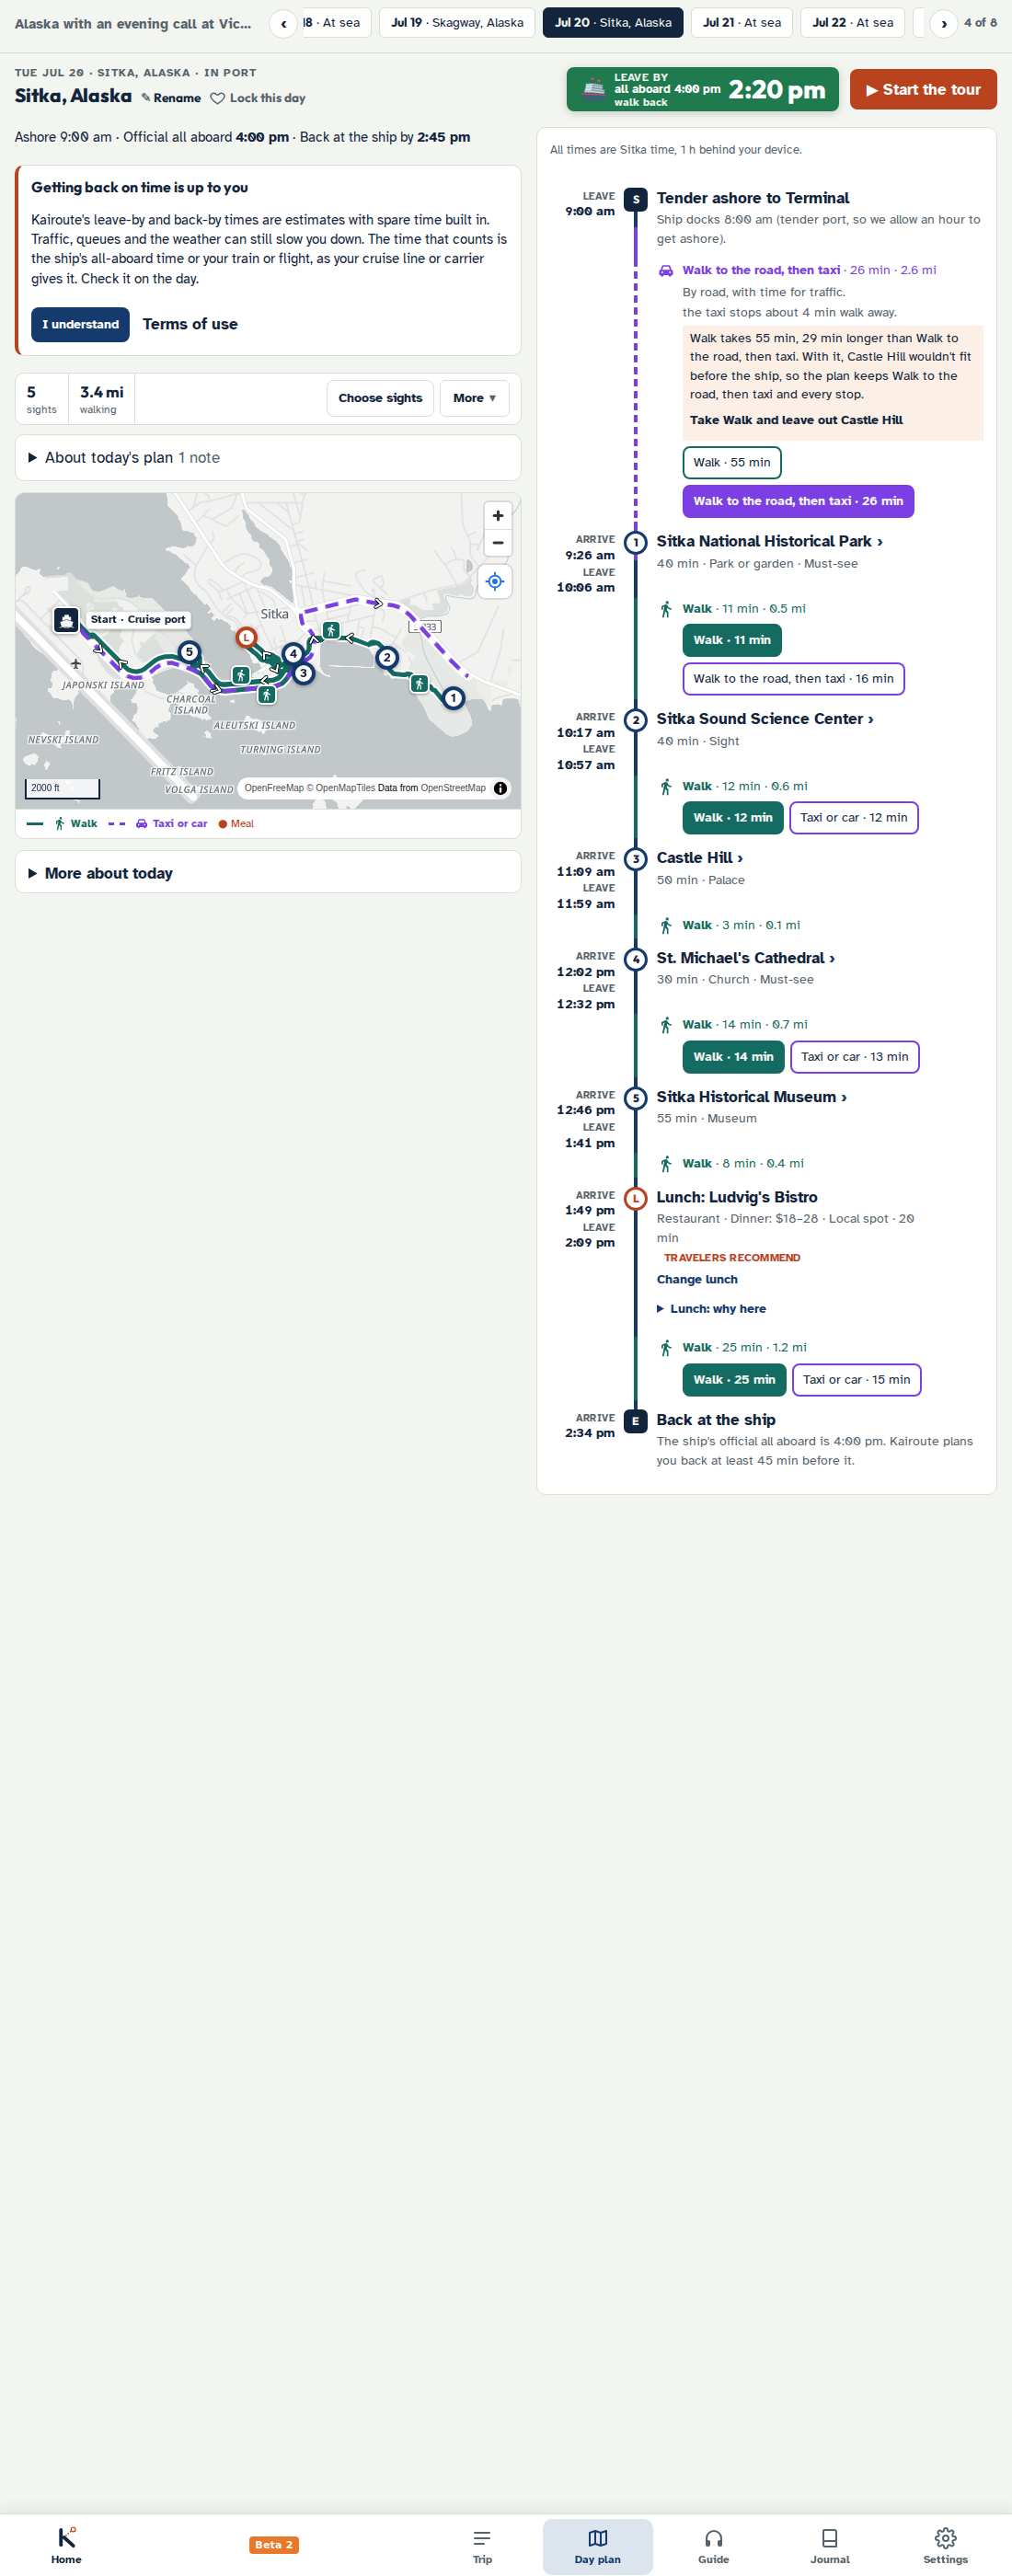 Alaska with an evening call at Vic...
‹
18 · At sea
Jul 19 · Skagway, Alaska
Jul 20 · Sitka, Alaska
Jul 21 · At sea
Jul 22 · At sea
›
4 of 8
TUE JUL 20 · SITKA, ALASKA · IN PORT
Sitka, Alaska
✎ Rename
Lock this day
LEAVE BY
all aboard 4:00 pm
walk back
2:20 pm
▶ Start the tour
Ashore 9:00 am · Official all aboard 4:00 pm · Back at the ship by 2:45 pm
Getting back on time is up to you
Kairoute's leave-by and back-by times are estimates with spare time built in.
Traffic, queues and the weather can still slow you down. The time that counts is
the ship's all-aboard time or your train or flight, as your cruise line or carrier
gives it. Check it on the day.
I understand
Terms of use
5
sights
3.4 mi
walking
Choose sights
More ▼
▶ About today's plan 1 note
+
−
Sitka
Start · Cruise port
L
5
4
3
2
1
JAPONSKI ISLAND
CHARCOAL
ISLAND
ALEUTSKI ISLAND
NEVSKI ISLAND
TURNING ISLAND
FRITZ ISLAND
VOLGA ISLAND
2000 ft
OpenFreeMap © OpenMapTiles Data from OpenStreetMap
Walk
Taxi or car
Meal
▶ More about today
All times are Sitka time, 1 h behind your device.
LEAVE
9:00 am
S
Tender ashore to Terminal
Ship docks 8:00 am (tender port, so we allow an hour to
get ashore).
Walk to the road, then taxi · 26 min · 2.6 mi
By road, with time for traffic.
the taxi stops about 4 min walk away.
Walk takes 55 min, 29 min longer than Walk to
the road, then taxi. With it, Castle Hill wouldn't fit
before the ship, so the plan keeps Walk to the
road, then taxi and every stop.
Take Walk and leave out Castle Hill
Walk · 55 min
Walk to the road, then taxi · 26 min
ARRIVE
9:26 am
LEAVE
10:06 am
1
Sitka National Historical Park ›
40 min · Park or garden · Must-see
Walk · 11 min · 0.5 mi
Walk · 11 min
Walk to the road, then taxi · 16 min
ARRIVE
10:17 am
LEAVE
10:57 am
2
Sitka Sound Science Center ›
40 min · Sight
Walk · 12 min · 0.6 mi
Walk · 12 min
Taxi or car · 12 min
ARRIVE
11:09 am
LEAVE
11:59 am
3
Castle Hill ›
50 min · Palace
Walk · 3 min · 0.1 mi
ARRIVE
12:02 pm
LEAVE
12:32 pm
4
St. Michael's Cathedral ›
30 min · Church · Must-see
Walk · 14 min · 0.7 mi
Walk · 14 min
Taxi or car · 13 min
ARRIVE
12:46 pm
LEAVE
1:41 pm
5
Sitka Historical Museum ›
55 min · Museum
Walk · 8 min · 0.4 mi
ARRIVE
1:49 pm
LEAVE
2:09 pm
L
Lunch: Ludvig's Bistro
Restaurant · Dinner: $18–28 · Local spot · 20
min
TRAVELERS RECOMMEND
Change lunch
▶ Lunch: why here
Walk · 25 min · 1.2 mi
Walk · 25 min
Taxi or car · 15 min
ARRIVE
2:34 pm
E
Back at the ship
The ship's official all aboard is 4:00 pm. Kairoute plans
you back at least 45 min before it.
Home
Beta 2
Trip
Day plan
Guide
Journal
Settings